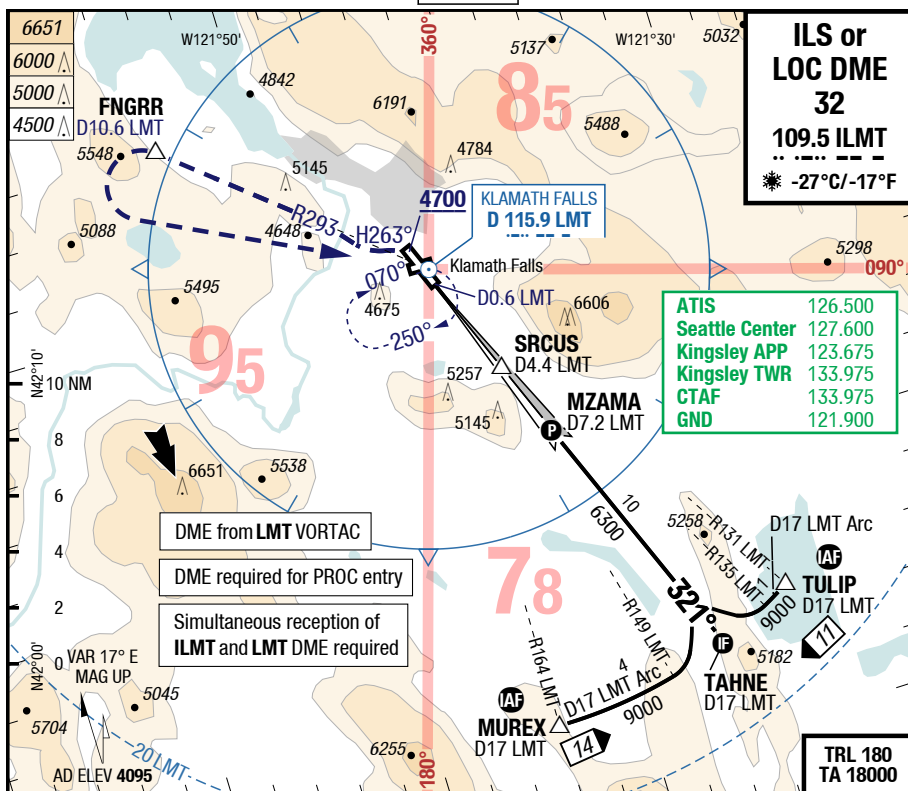 6651
6000
5000
4500
W121°50'
360°
5137
W121°30'
5032
ILS or
LOC DME
32
109.5 ILMT
-27°C/-17°F
FNGRR
D10.6 LMT
5548
4842
6191
85
5488
5145
4784
R293
4648
H263°
4700
KLAMATH FALLS
D 115.9 LMT
5088
5298
Klamath Falls
090°
070°
D0.6 LMT
5495
4675
250°
6606
ATIS 126.500
Seattle Center 127.600
Kingsley APP 123.675
Kingsley TWR 133.975
CTAF 133.975
GND 121.900
95
SRCUS
D4.4 LMT
N42°10'
10 NM
5257
5145
MZAMA
D7.2 LMT
P
8
6651
5538
6
10
6300
DME from LMT VORTAC
5258
R131 LMT
D17 LMT Arc
R135 LMT
4
DME required for PROC entry
78
IAF
1
TULIP
D17 LMT
9000
2
Simultaneous reception of
ILMT and LMT DME required
321°
11
R149 LMT
IF
5182
0
N42°00'
VAR 17° E
MAG UP
R164 LMT
4
TAHNE
D17 LMT
D17 LMT Arc
9000
5045
IAF
MUREX
D17 LMT
5704
14
20 LMT
6255
180°
AD ELEV 4095
TRL 180
TA 18000